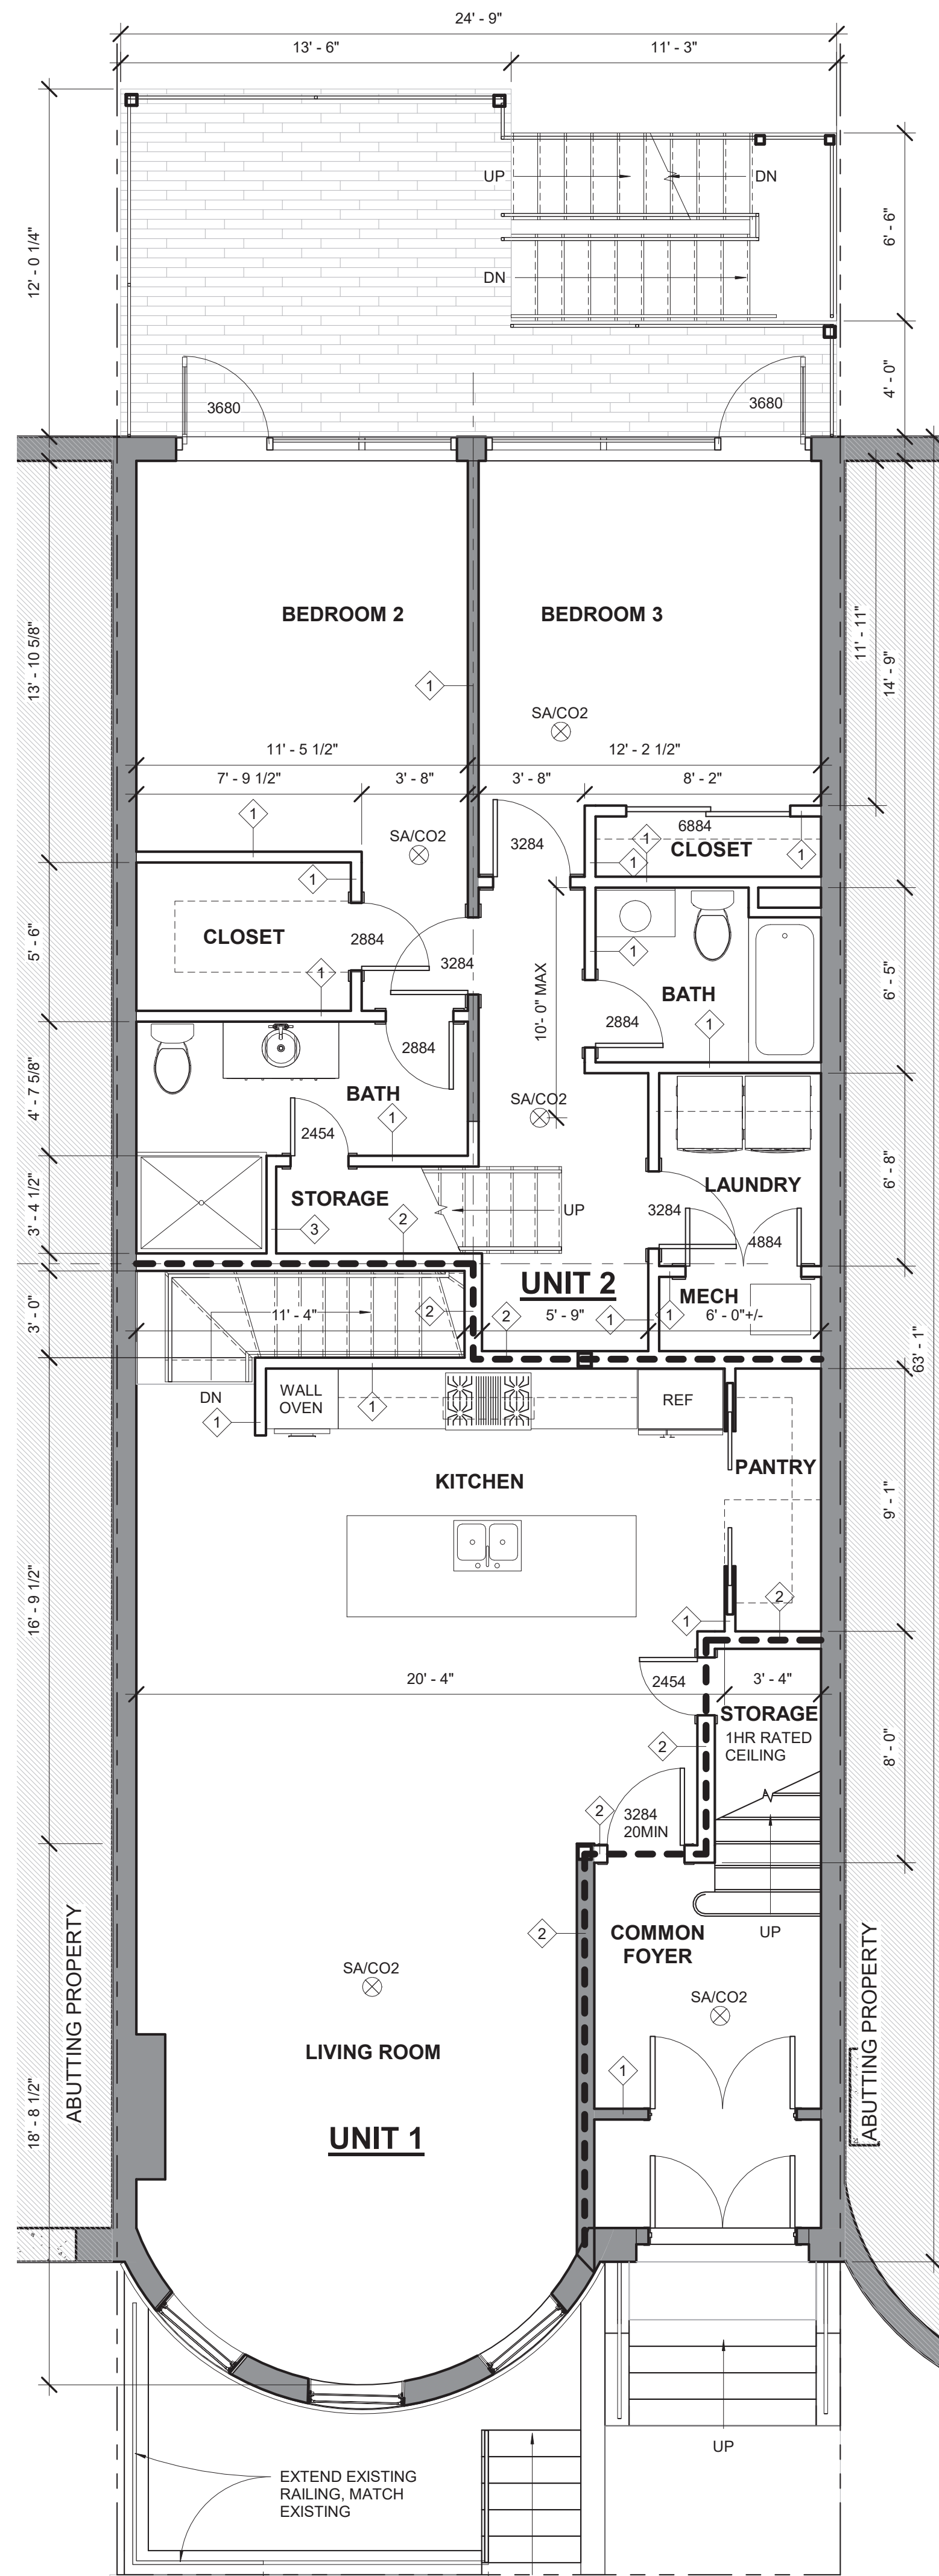 24' - 9"
13' - 6"
11' - 3"
UP
DN
DN
12' - 0 1/4"
6' - 6"
4' - 0"
3680
3680
BEDROOM 2
BEDROOM 3
13' - 10 5/8"
11' - 11"
14' - 9"
1
SA/CO2
11' - 5 1/2"
12' - 2 1/2"
7' - 9 1/2"
3' - 8"
3' - 8"
8' - 2"
1
SA/CO2
3284
6884
1
CLOSET
1
1
1
CLOSET
2884
3284
1
1
5' - 6"
10'- 0" MAX
BATH
2884
1
6' - 5"
2884
BATH
1
2454
4' - 7 5/8"
SA/CO2
STORAGE
2
3
UP
3' - 4 1/2"
LAUNDRY
3284
4884
6' - 8"
UNIT 2
MECH
3' - 0"
11' - 4"
2
2
5' - 9"
1
1
6' - 0"+/-
63' - 1"
DN
1
WALL
OVEN
1
REF
KITCHEN
PANTRY
9' - 1"
2
1
16' - 9 1/2"
20' - 4"
2454
3' - 4"
STORAGE
1HR RATED
CEILING
2
8' - 0"
2
3284
20MIN
2
COMMON
FOYER
UP
SA/CO2
SA/CO2
ABUTTING PROPERTY
ABUTTING PROPERTY
LIVING ROOM
1
18' - 8 1/2"
UNIT 1
UP
EXTEND EXISTING
RAILING, MATCH
EXISTING